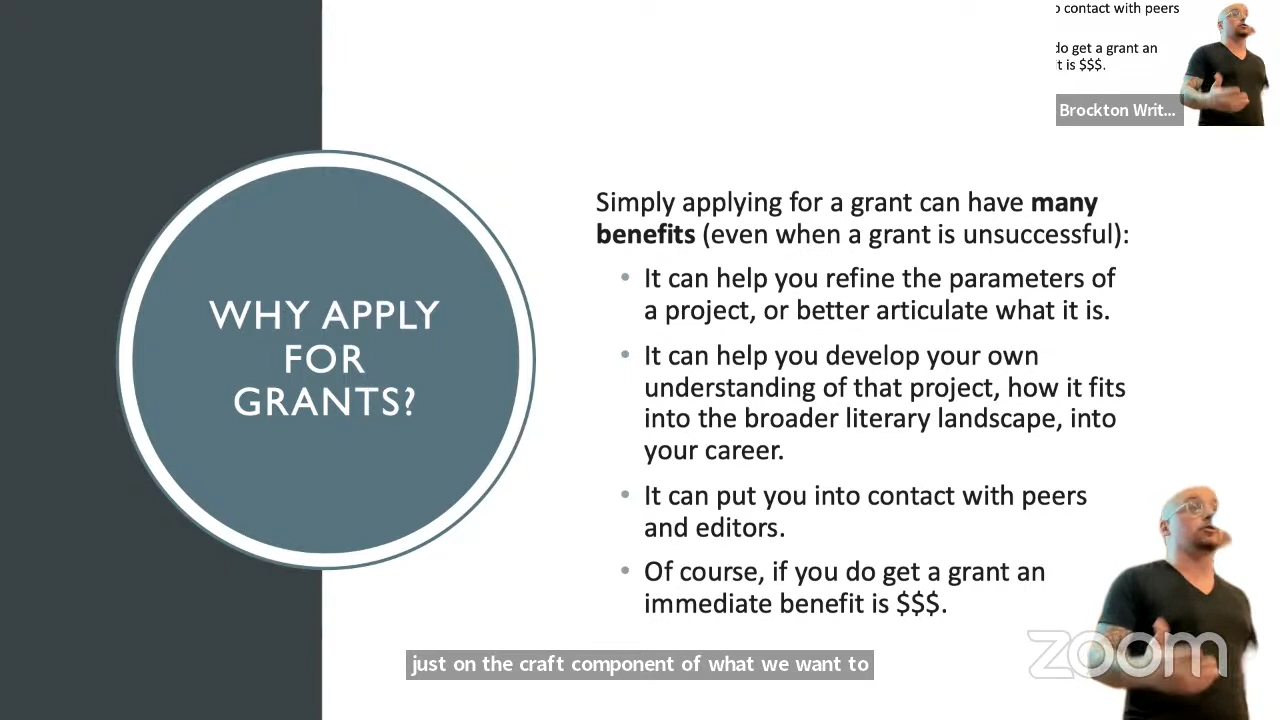 o contact with peers
do get a grant an
t is $$$.
Brockton Writ...
WHY APPLY
FOR
GRANTS?
Simply applying for a grant can have many
benefits (even when a grant is unsuccessful):
• It can help you refine the parameters of
a project, or better articulate what it is.
• It can help you develop your own
understanding of that project, how it fits
into the broader literary landscape, into
your career.
• It can put you into contact with peers
and editors.
• Of course, if you do get a grant an
immediate benefit is $$$.
just on the craft component of what we want to
zoom